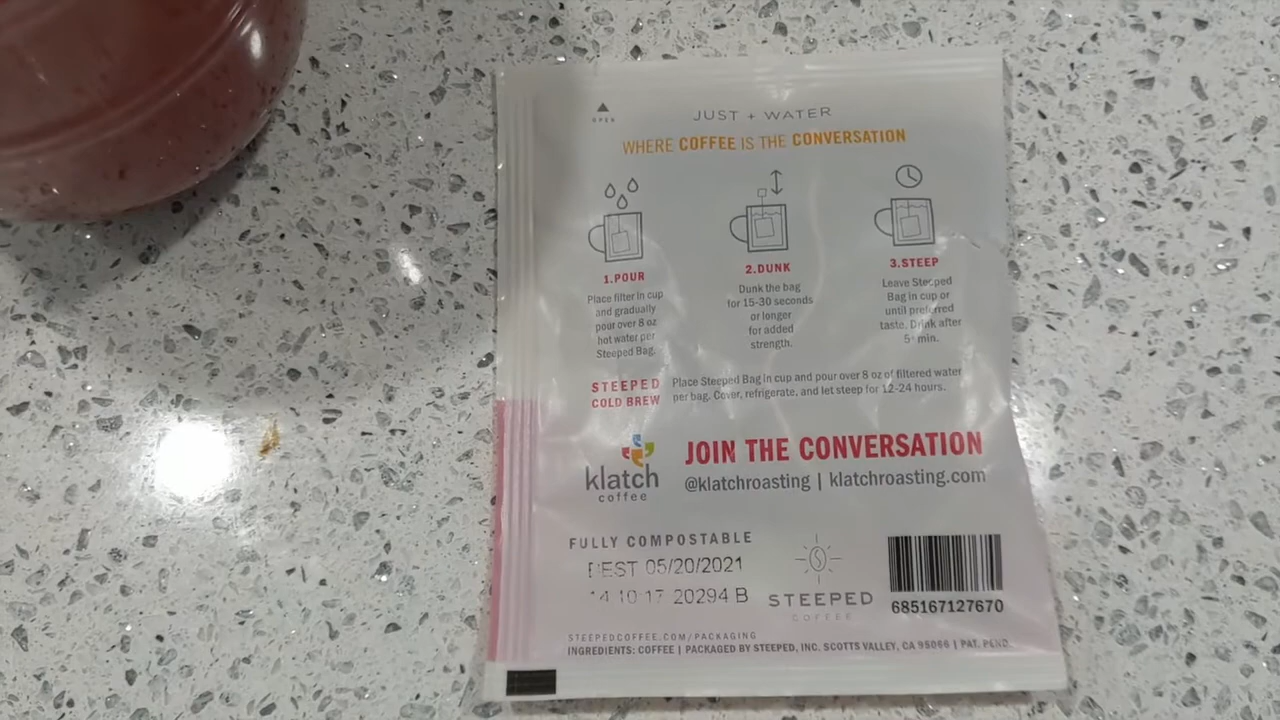 OPEN
JUST + WATER
WHERE COFFEE IS THE CONVERSATION
1.POUR
Place filter in cup
and gradually
pour over 8 oz
hot water per
Steeped Bag.
2.DUNK
Dunk the bag
for 15-30 seconds
or longer
for added
strength.
3.STEEP
Leave Steeped
Bag in cup or
until preferred
taste. Drink after
5+ min.
STEEPED
COLD BREW
Place Steeped Bag in cup and pour over 8 oz of filtered water
per bag. Cover, refrigerate, and let steep for 12-24 hours.
klatch
coffee
JOIN THE CONVERSATION
@klatchroasting | klatchroasting.com
FULLY COMPOSTABLE
BEST 05/20/2021
14 10 17 20294 B
STEEPED
COFFEE
685167127670
STEEPEDCOFFEE.COM/PACKAGING
INGREDIENTS: COFFEE | PACKAGED BY STEEPED, INC. SCOTTS VALLEY, CA 95066 | PAT. PEND.